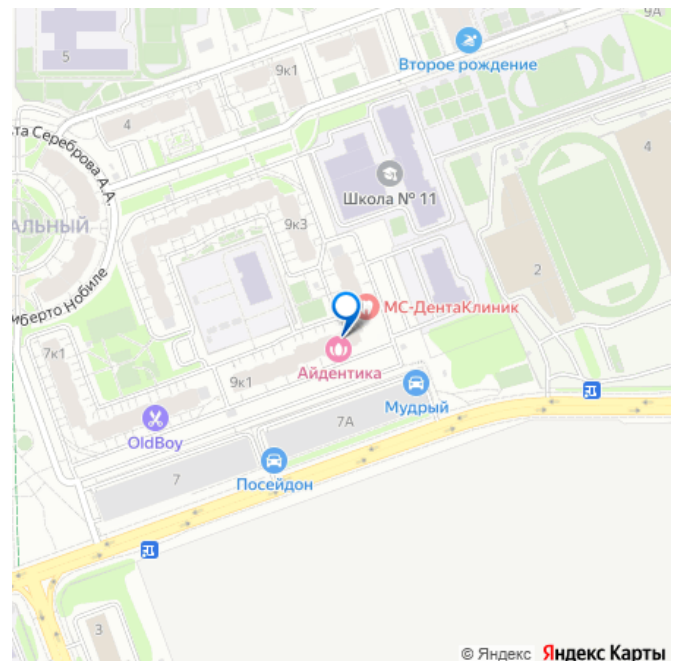 9А
5
9к1
Второе рождение
4
та Сереброва А.А.
4
Школа № 11
АЛЬНЫЙ
9к3
2
иберто Нобиле
МС-ДентаКлиник
7к1
Айдентика
9к1
Мудрый
OldBoy
7А
7
Посейдон
3
© Яндекс Яндекс Карты